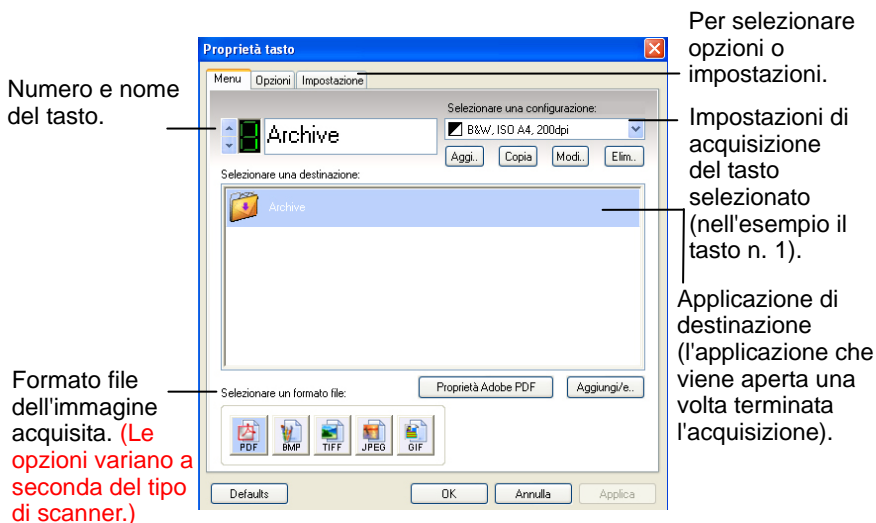 Per selezionare
opzioni o
impostazioni.
Proprietà tasto
Menu Opzioni Impostazione
Numero e nome
del tasto.
Selezionare una configurazione:
Archive
B&W, ISO A4, 200dpi
Aggi.. Copia Modi.. Elim..
Impostazioni di
acquisizione
del tasto
selezionato
(nell'esempio il
tasto n. 1).
Selezionare una destinazione:
Archive
Applicazione di
destinazione
(l'applicazione che
viene aperta una
volta terminata
l'acquisizione).
Formato file
dell'immagine
acquisita. (Le
opzioni variano a
seconda del tipo
di scanner.)
Selezionare un formato file:
Proprietà Adobe PDF Aggiungi/e..
PDF BMP TIFF JPEG GIF
Defaults OK Annulla Applica